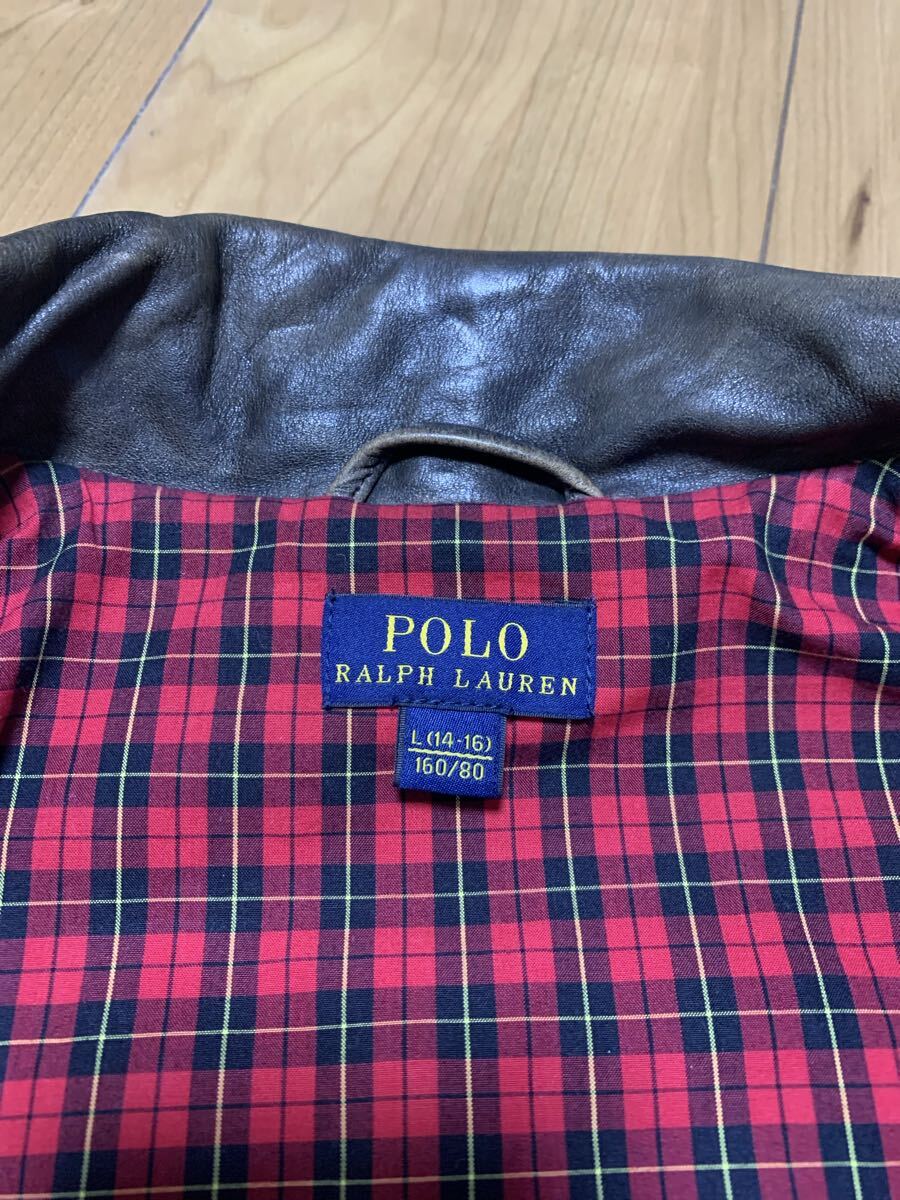 POLO
RALPH LAUREN
L (14-16)
160/80